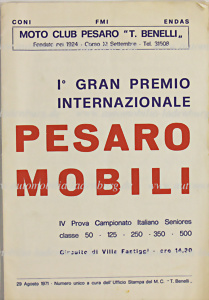 CONI FMI ENDAS
MOTO CLUB PESARO "T. BENELLI"
Fondato nel 1924 - Corso XI Settembre - Tel. 31508
I° GRAN PREMIO
INTERNAZIONALE
PESARO
MOBILI
IV Prova Campionato Italiano Seniores
classe 50 - 125 - 250 - 350 - 500
Circuito di Villa Fastiggi - ore 14,30
29 Agosto 1971 - Numero unico a cura dell'Ufficio Stampa del M.C. "T. Benelli"